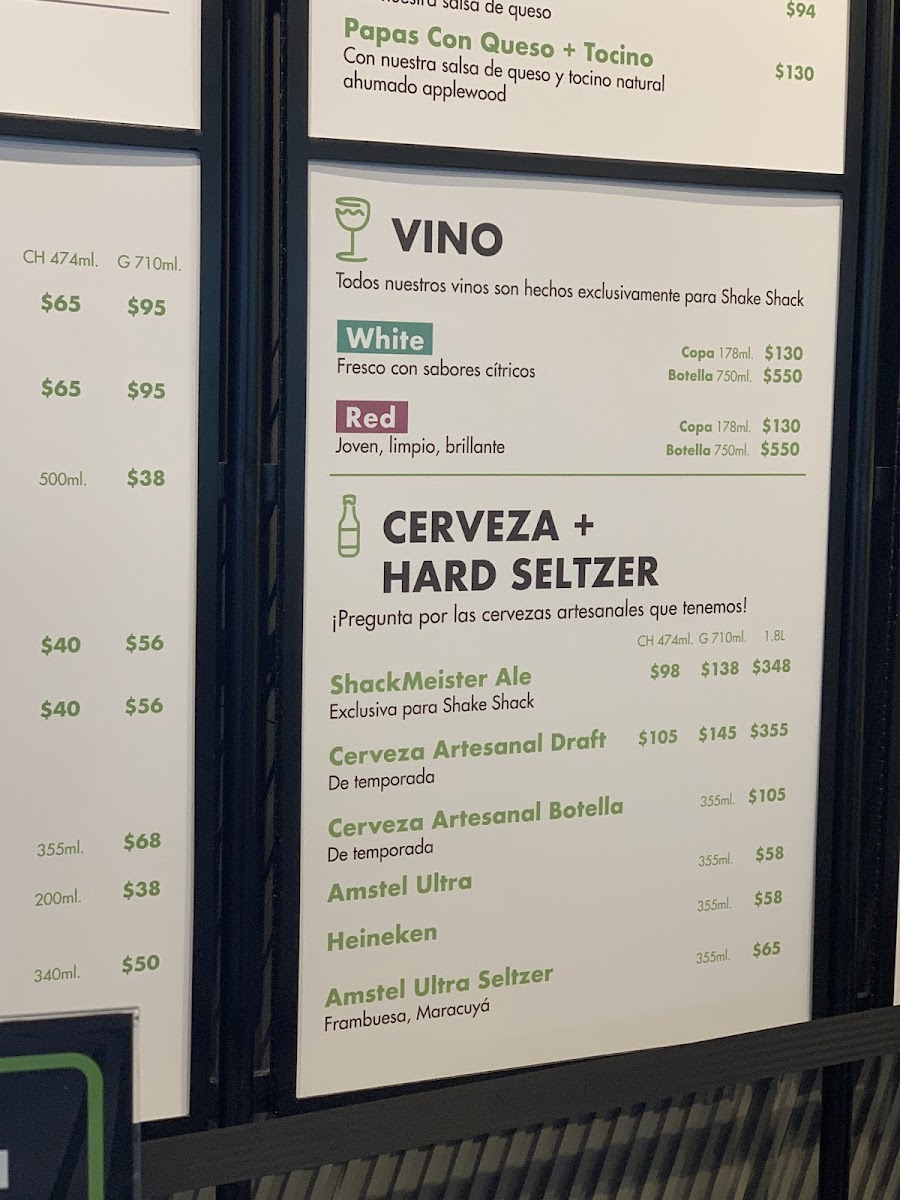 salsa de queso
$94
Papas Con Queso + Tocino
Con nuestra salsa de queso y tocino natural
ahumado applewood
$130
CH 474ml. G 710ml.
$65 $95
$65 $95
500ml. $38
$40 $56
$40 $56
355ml. $68
200ml. $38
340ml. $50
VINO
Todos nuestros vinos son hechos exclusivamente para Shake Shack
White
Fresco con sabores cítricos
Copa 178ml. $130
Botella 750ml. $550
Red
Joven, limpio, brillante
Copa 178ml. $130
Botella 750ml. $550
CERVEZA +
HARD SELTZER
¡Pregunta por las cervezas artesanales que tenemos!
CH 474ml. G 710ml. 1.8L
ShackMeister Ale $98 $138 $348
Exclusiva para Shake Shack
Cerveza Artesanal Draft $105 $145 $355
De temporada
Cerveza Artesanal Botella 355ml. $105
De temporada
Amstel Ultra 355ml. $58
Heineken 355ml. $58
Amstel Ultra Seltzer 355ml. $65
Frambuesa, Maracuyá